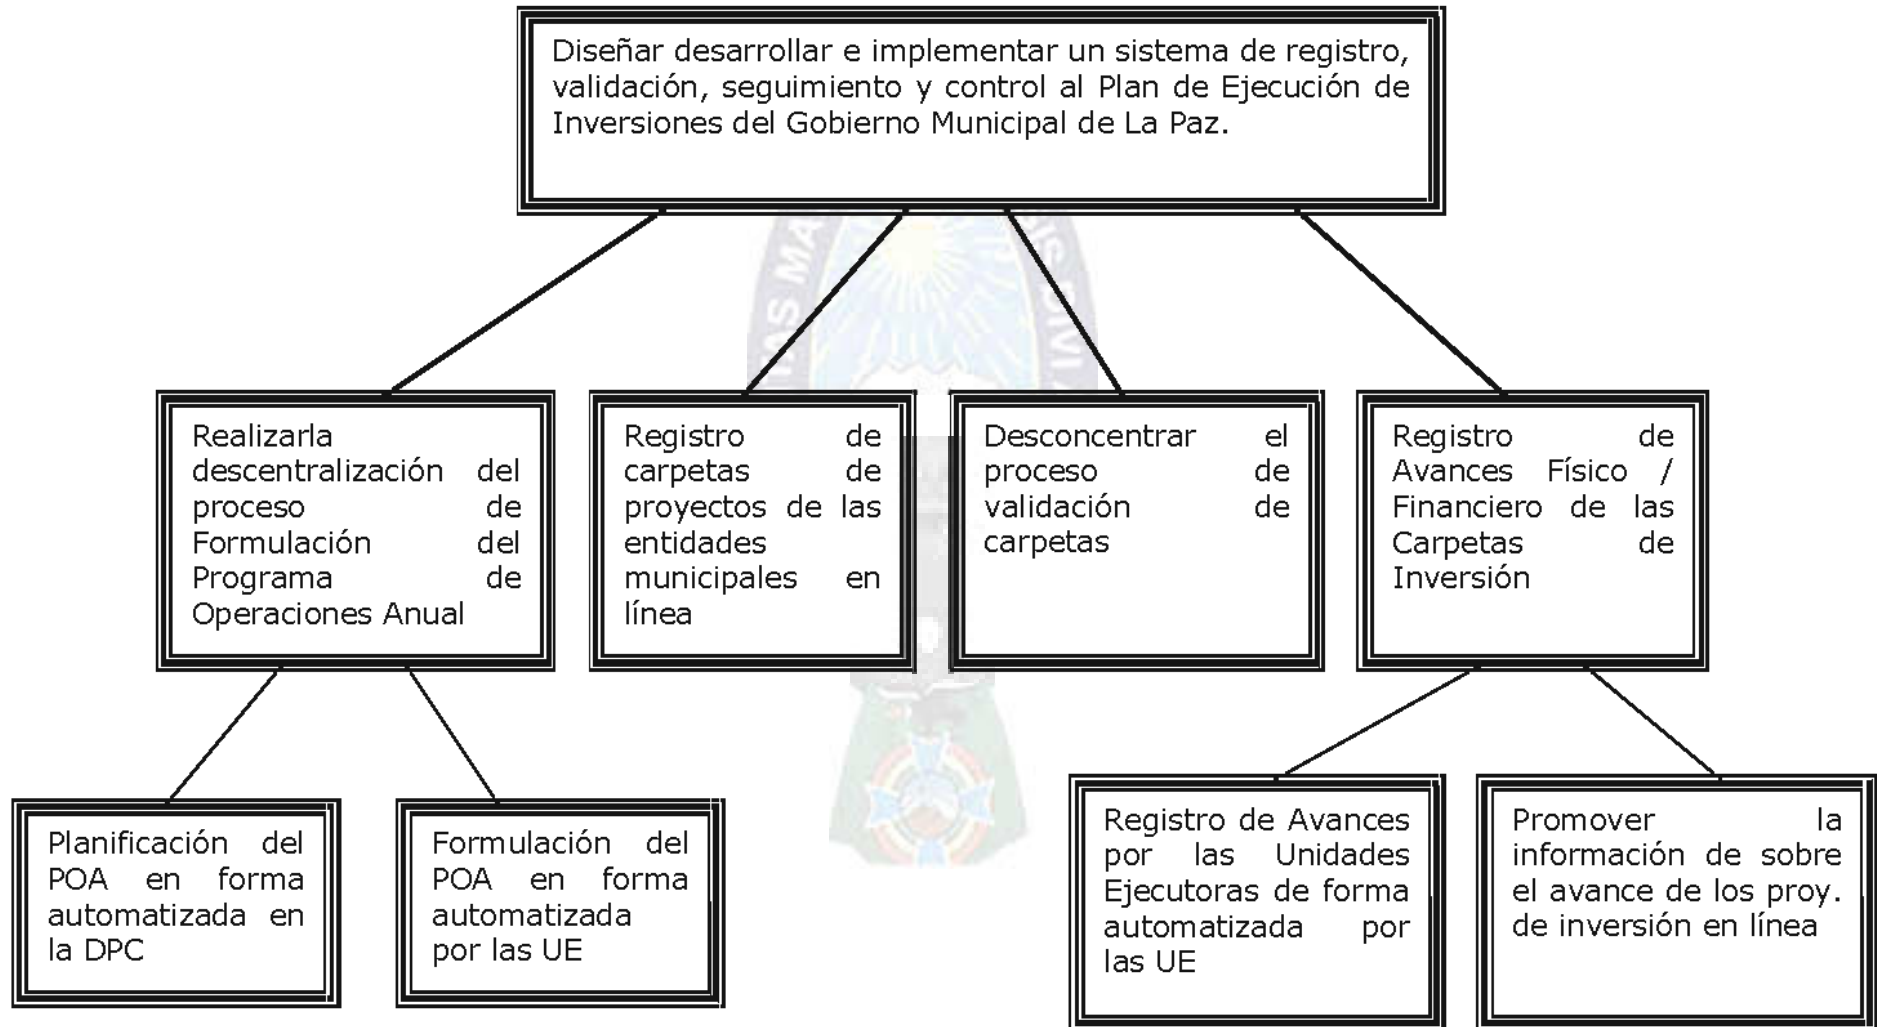 Diseñar desarrollar e implementar un sistema de registro,
validación, seguimiento y control al Plan de Ejecución de
Inversiones del Gobierno Municipal de La Paz.
Realizarla
descentralización del
proceso de
Formulación del
Programa de
Operaciones Anual
Registro de
carpetas de
proyectos de las
entidades
municipales en
línea
Desconcentrar el
proceso de
validación de
carpetas
Registro de
Avances Físico /
Financiero de las
Carpetas de
Inversión
Planificación del
POA en forma
automatizada en
la DPC
Formulación del
POA en forma
automatizada
por las UE
Registro de Avances
por las Unidades
Ejecutoras de forma
automatizada por
las UE
Promover la
información de sobre
el avance de los proy.
de inversión en línea